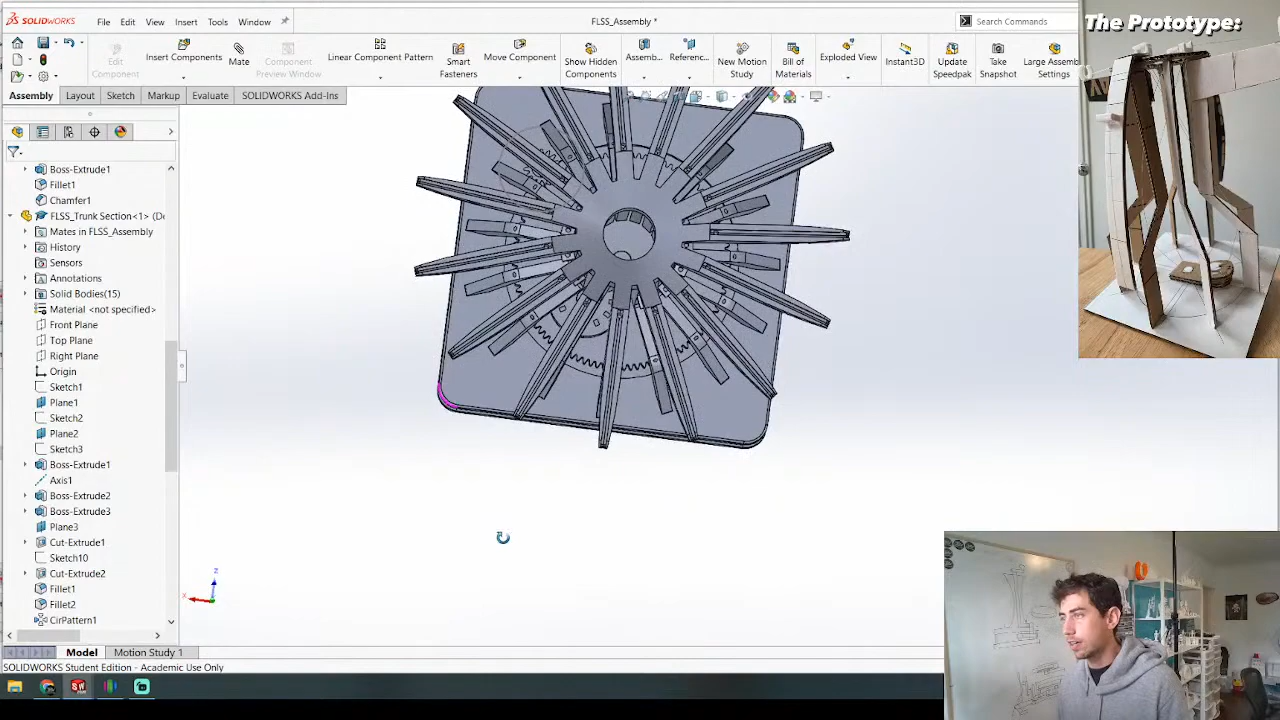 SOLIDWORKS File Edit View Insert Tools Window FLSS_Assembly * Search Commands
The Prototype:
Edit Component
Insert Components
Mate
Component Preview Window
Linear Component Pattern
Smart Fasteners
Move Component
Show Hidden Components
Assemb...
Referenc...
New Motion Study
Bill of Materials
Exploded View
Instant3D
Update Speedpak
Take Snapshot
Large Assemb Settings
Assembly Layout Sketch Markup Evaluate SOLIDWORKS Add-Ins
Boss-Extrude1
Fillet1
Chamfer1
FLSS_Trunk Section<1> (De
Mates in FLSS_Assembly
History
Sensors
Annotations
Solid Bodies(15)
Material <not specified>
Front Plane
Top Plane
Right Plane
Origin
Sketch1
Plane1
Sketch2
Plane2
Sketch3
Boss-Extrude1
Axis1
Boss-Extrude2
Boss-Extrude3
Plane3
Cut-Extrude1
Sketch10
Cut-Extrude2
Fillet1
Fillet2
CirPattern1
Model Motion Study 1
SOLIDWORKS Student Edition - Academic Use Only